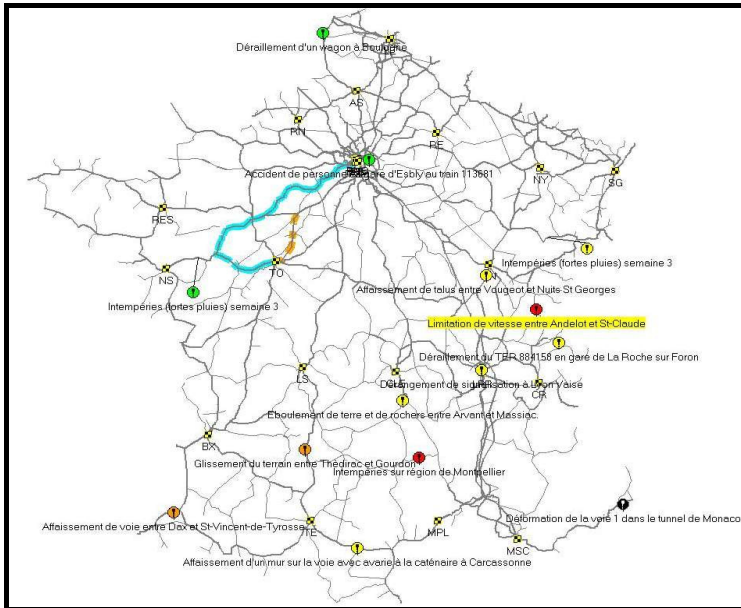 Déraillement d'un wagon à Boulogne
AS
RN
RE
Accident de personne gare d'Esbly au train 113681
NY
SG
RES
Intempéries (fortes pluies) semaine 3
NS
TO
Affaissement de talus entre Vougeot et Nuits St Georges
Intempéries (fortes pluies) semaine 3
Limitation de vitesse entre Andelot et St-Claude
Déraillement du TER 884158 en gare de La Roche sur Foron
LS
Dérangement de signalisation à Lyon Vaise
CR
Eboulement de terre et de rochers entre Arvant et Massiac
BX
Glissement du terrain entre Thédirac et Gourdon
Intempéries sur région de Montpellier
Affaissement de voie entre Dax et St-Vincent-de-Tyrosse
TE
MPL
Déformation de la voie 1 dans le tunnel de Monaco
MSC
Affaissement d'un mur sur la voie avec avarie à la caténaire à Carcassonne